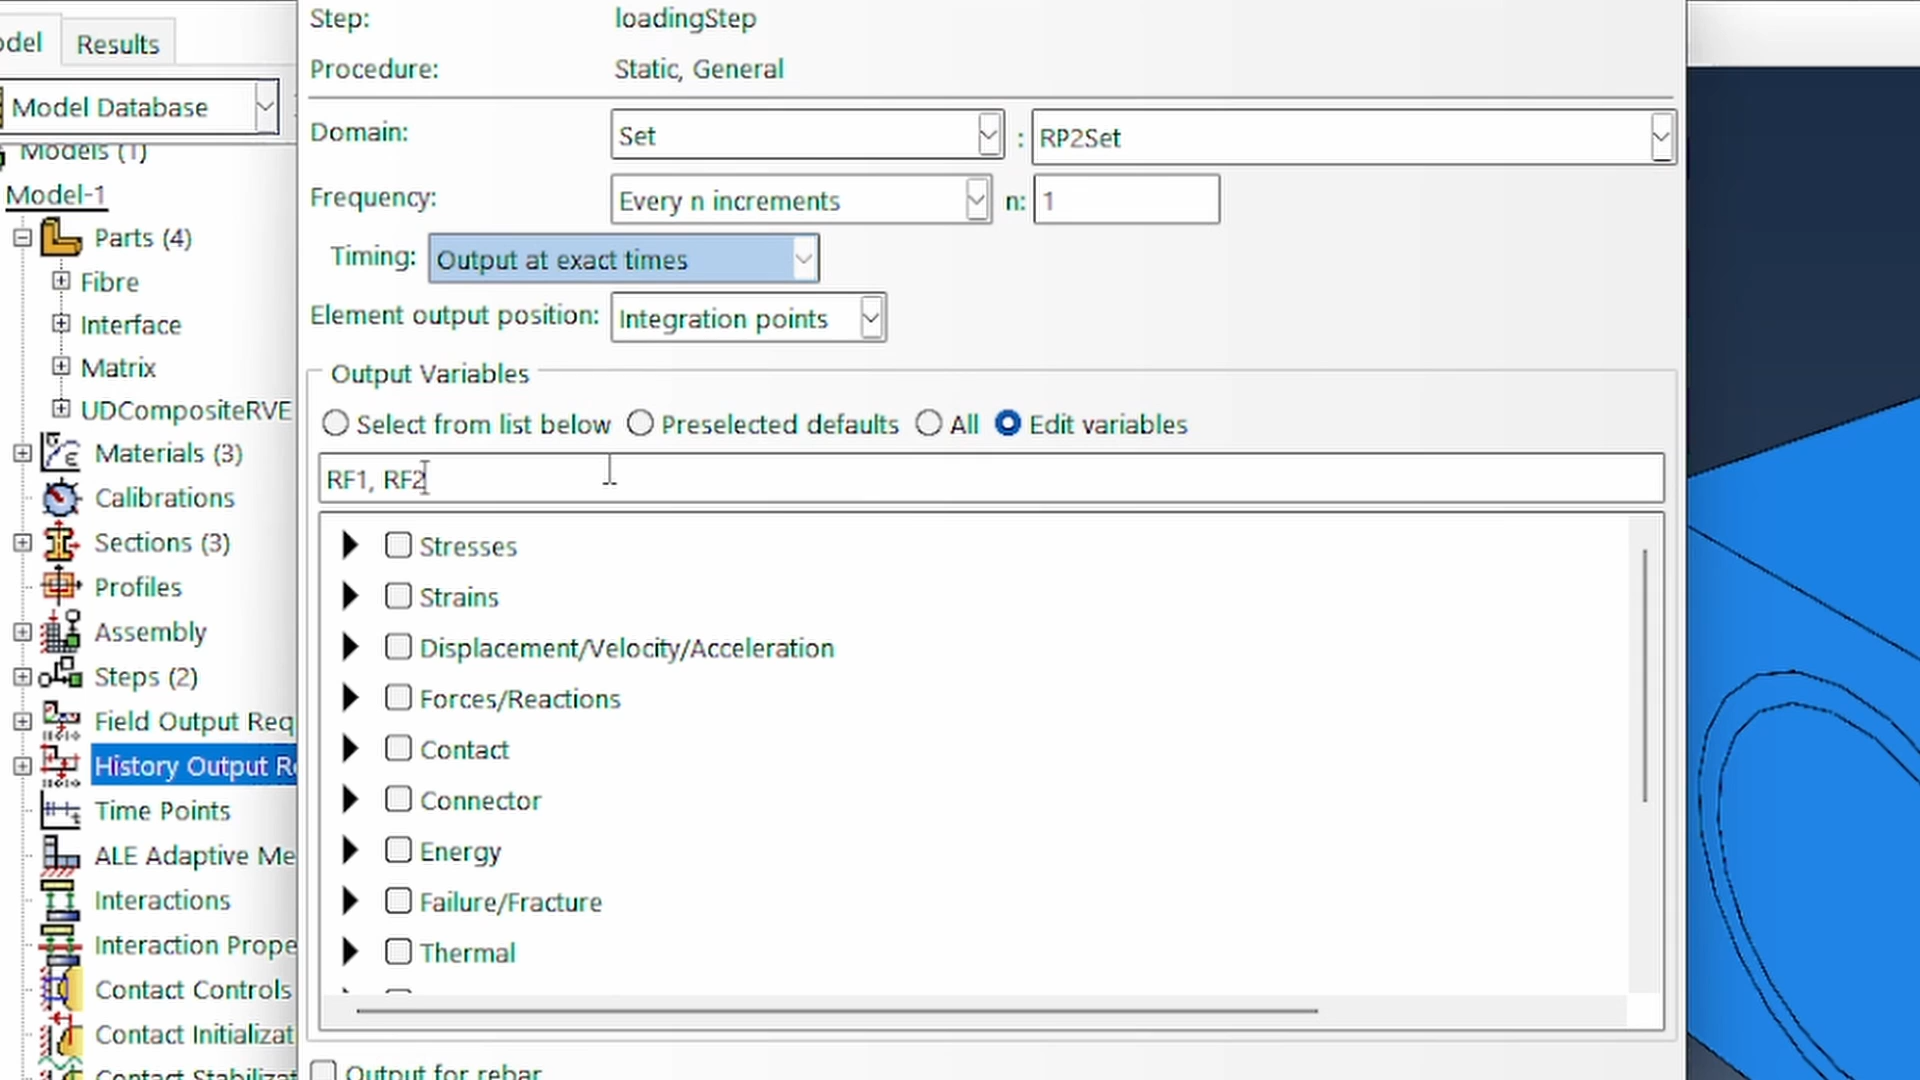 Step: loadingStep
odel Results
Procedure: Static, General
Model Database
Domain: Set : RP2Set
Models (1)
Model-1
Frequency: Every n increments n: 1
Parts (4)
Timing: Output at exact times
Fibre
Element output position: Integration points
Interface
Matrix
Output Variables
UDCompositeRVE
Select from list below Preselected defaults All Edit variables
Materials (3)
RF1, RF2
Calibrations
Sections (3)
Stresses
Profiles
Strains
Assembly
Displacement/Velocity/Acceleration
Steps (2)
Forces/Reactions
Field Output Req
Contact
History Output Re
Connector
Time Points
Energy
ALE Adaptive Me
Interactions
Failure/Fracture
Interaction Prope
Thermal
Contact Controls
Contact Initializat
Contact Stabilizat
Output for rebar